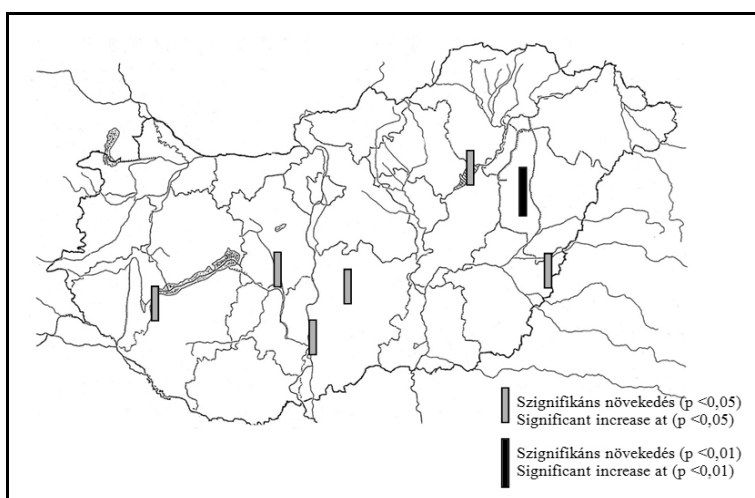 Szignifikáns növekedés (p <0,05)
Significant increase at (p <0,05)
Szignifikáns növekedés (p <0,01)
Significant increase at (p <0,01)